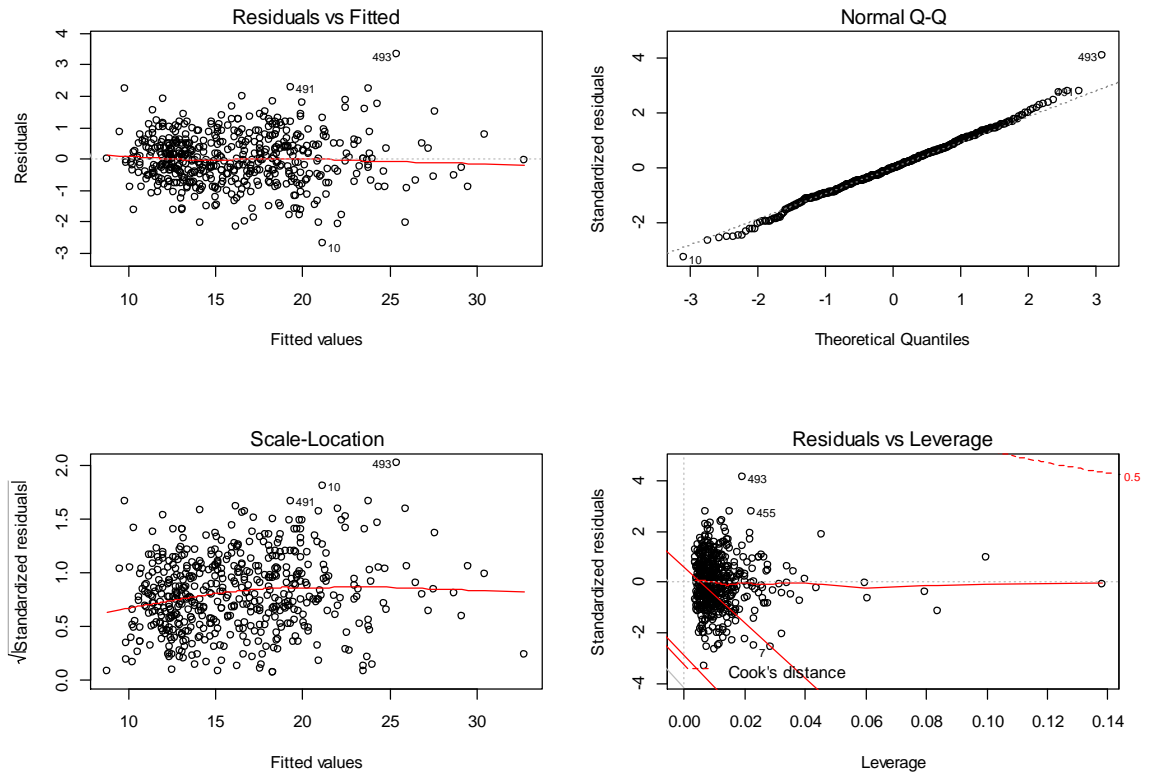 Residuals vs Fitted
Residuals
4
3
2
1
0
-1
-2
-3
493
491
10
10 15 20 25 30
Fitted values
Normal Q-Q
Standardized residuals
4
2
0
-2
493
10
-3 -2 -1 0 1 2 3
Theoretical Quantiles
Scale-Location
√|Standardized residuals|
2.0
1.5
1.0
0.5
0.0
493
10
491
10 15 20 25 30
Fitted values
Residuals vs Leverage
Standardized residuals
4
2
0
-2
-4
493
455
7
0.5
Cook's distance
0.00 0.02 0.04 0.06 0.08 0.10 0.12 0.14
Leverage